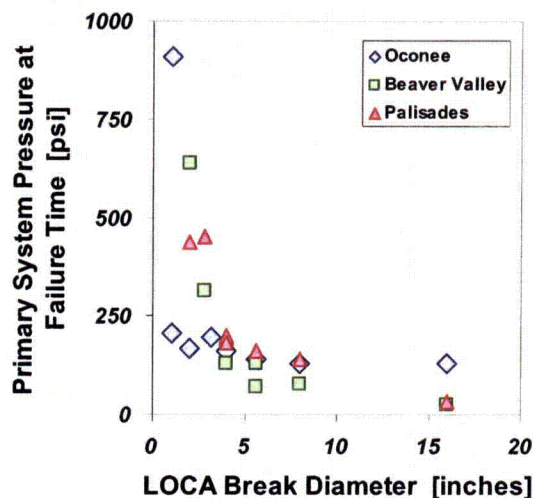 1000
750
500
250
0
Primary System Pressure at
Failure Time [psi]
Oconee
Beaver Valley
Palisades
0
5
10
15
20
LOCA Break Diameter [inches]